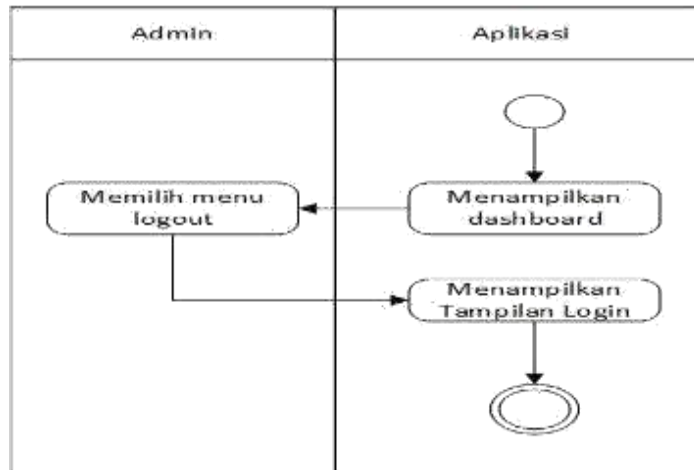 Admin
Aplikasi
Memilih menu
logout
Menampilkan
dashboard
Menampilkan
Tampilan Login